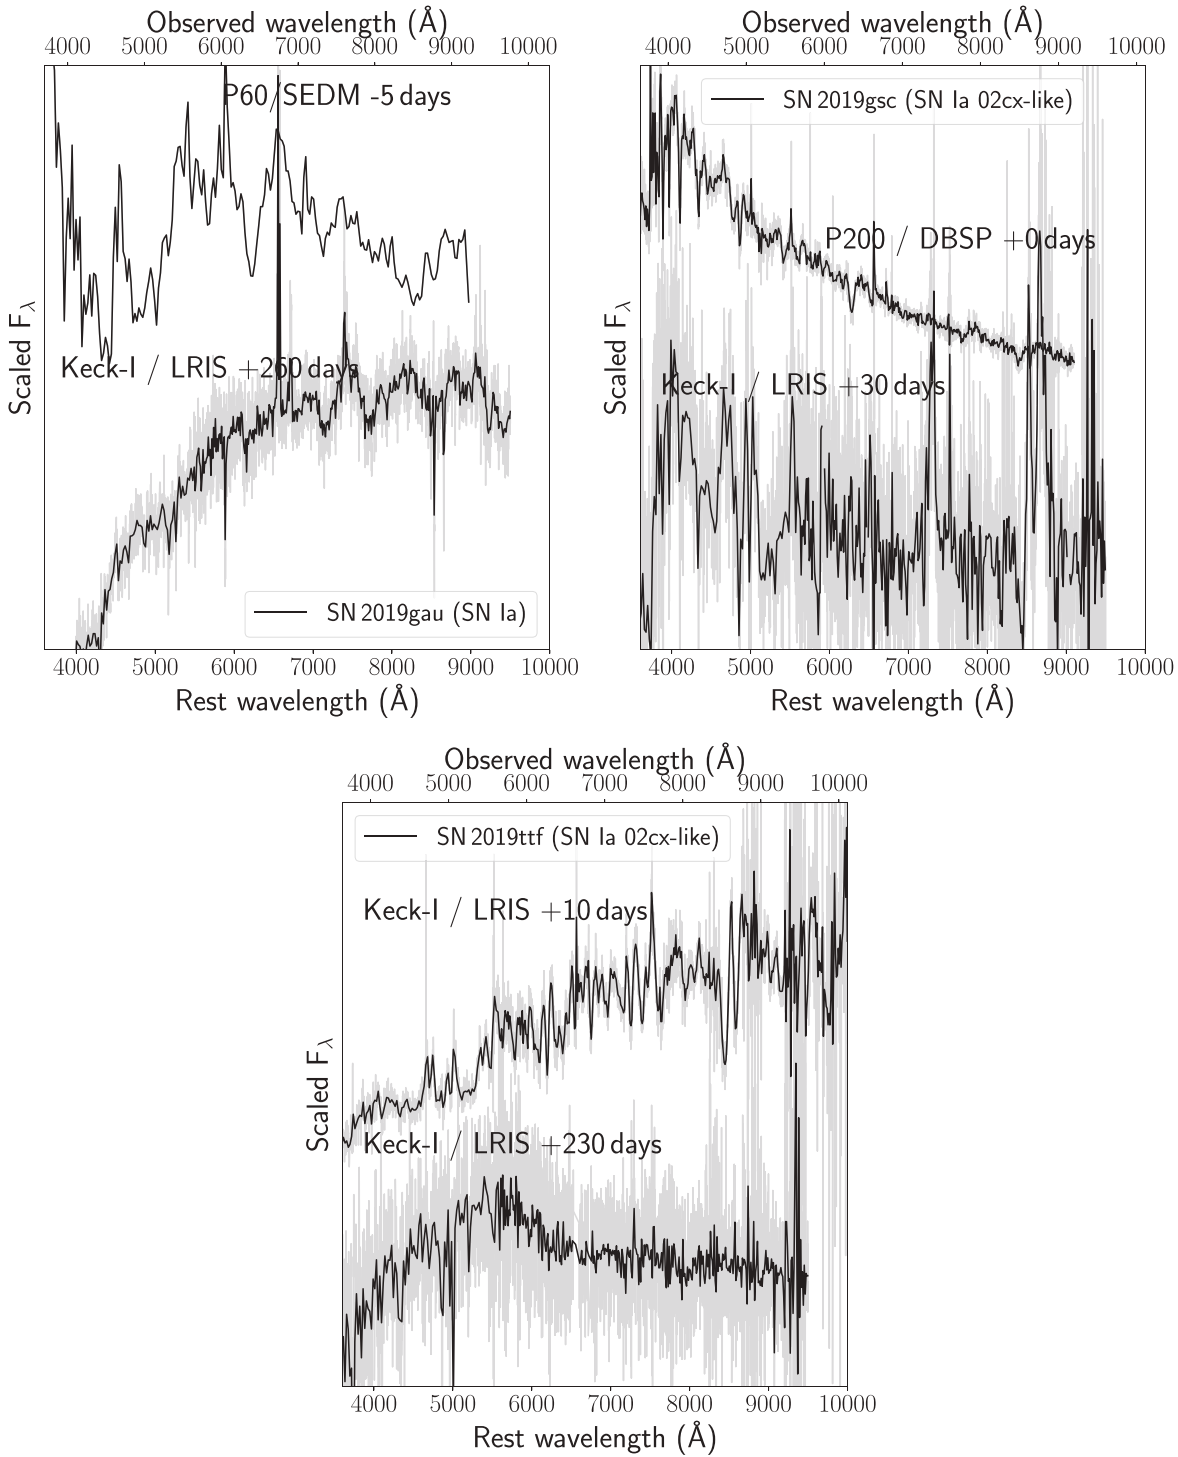 Observed wavelength (Å)
4000 5000 6000 7000 8000 9000 10000
P60/SEDM -5 days
Keck-I / LRIS +260 days
SN 2019gau (SN Ia)
Scaled Fλ
4000 5000 6000 7000 8000 9000 10000
Rest wavelength (Å)
Observed wavelength (Å)
4000 5000 6000 7000 8000 9000 10000
SN 2019gsc (SN Ia 02cx-like)
P200 / DBSP +0 days
Keck-I / LRIS +30 days
Scaled Fλ
4000 5000 6000 7000 8000 9000 10000
Rest wavelength (Å)
Observed wavelength (Å)
4000 5000 6000 7000 8000 9000 10000
SN 2019ttf (SN Ia 02cx-like)
Keck-I / LRIS +10 days
Keck-I / LRIS +230 days
Scaled Fλ
4000 5000 6000 7000 8000 9000 10000
Rest wavelength (Å)